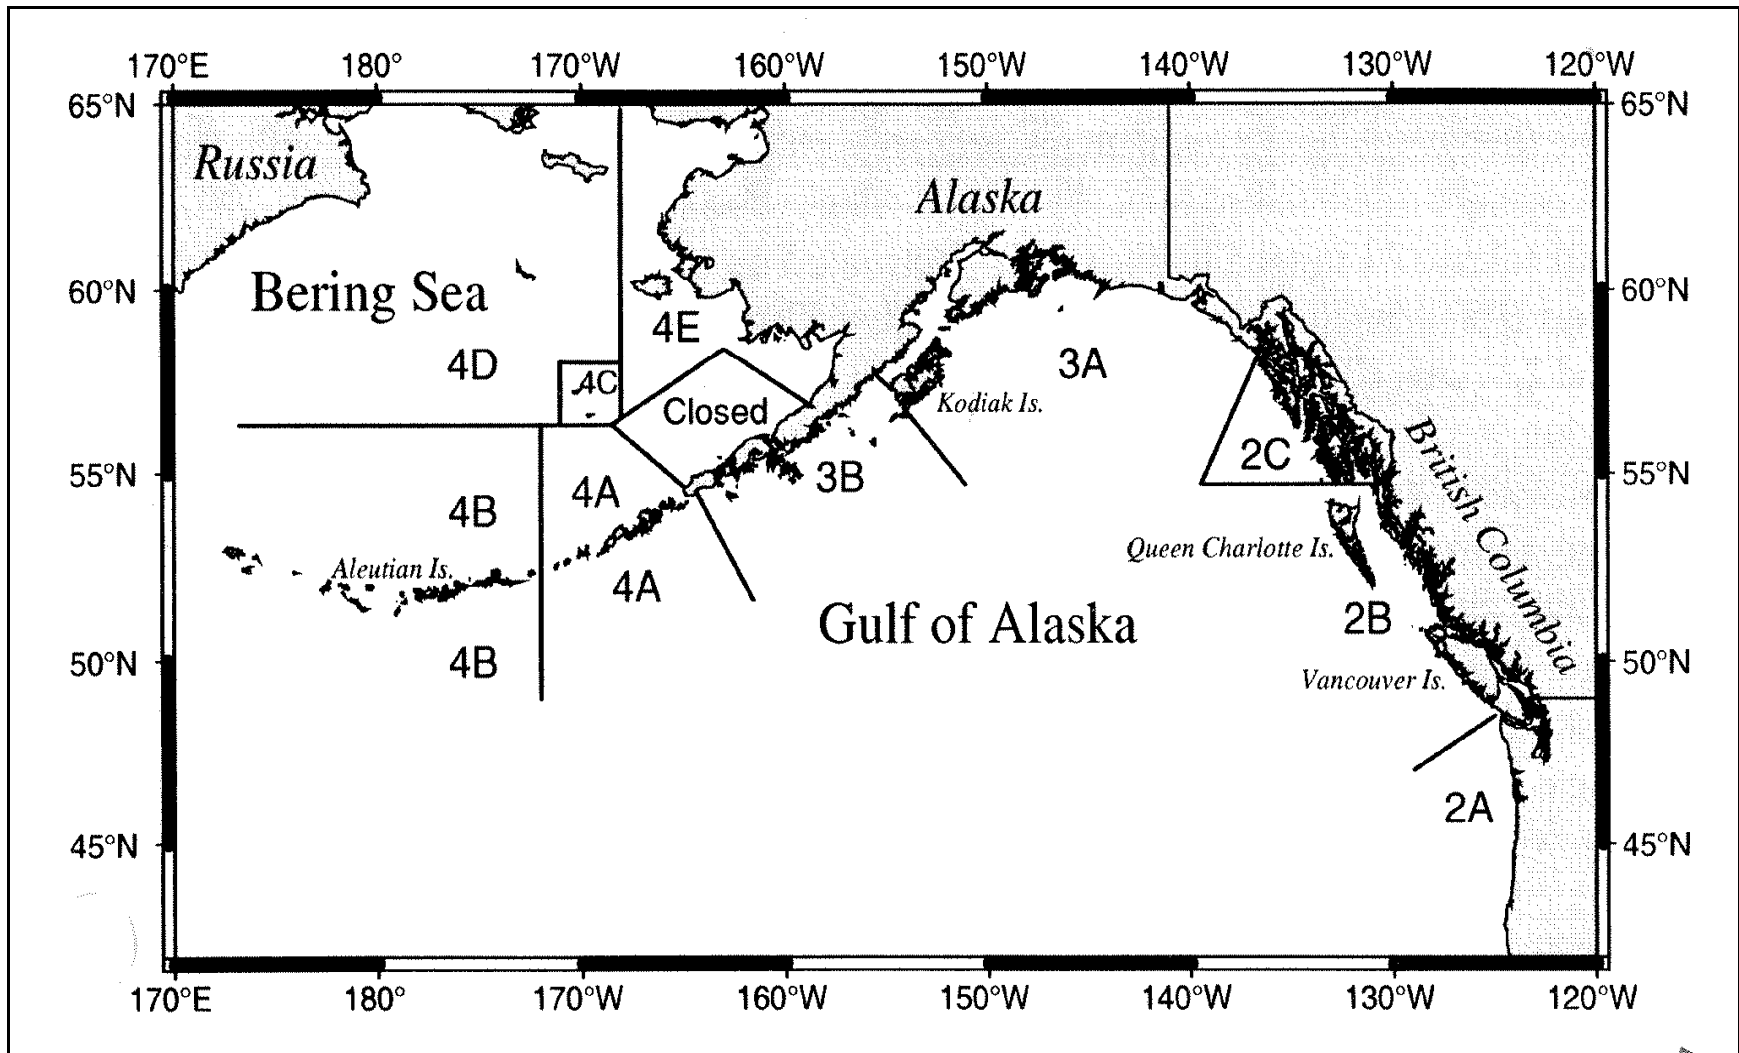 170°E 180° 170°W 160°W 150°W 140°W 130°W 120°W
65°N 65°N
Russia
Alaska
Bering Sea
60°N 60°N
4E
4D
4C
3A
Closed
Kodiak Is.
British Columbia
2C
3B
55°N 55°N
4A
4B
Queen Charlotte Is.
Aleutian Is.
4A
2B
Gulf of Alaska
4B
50°N 50°N
Vancouver Is.
2A
45°N 45°N
170°E 180° 170°W 160°W 150°W 140°W 130°W 120°W